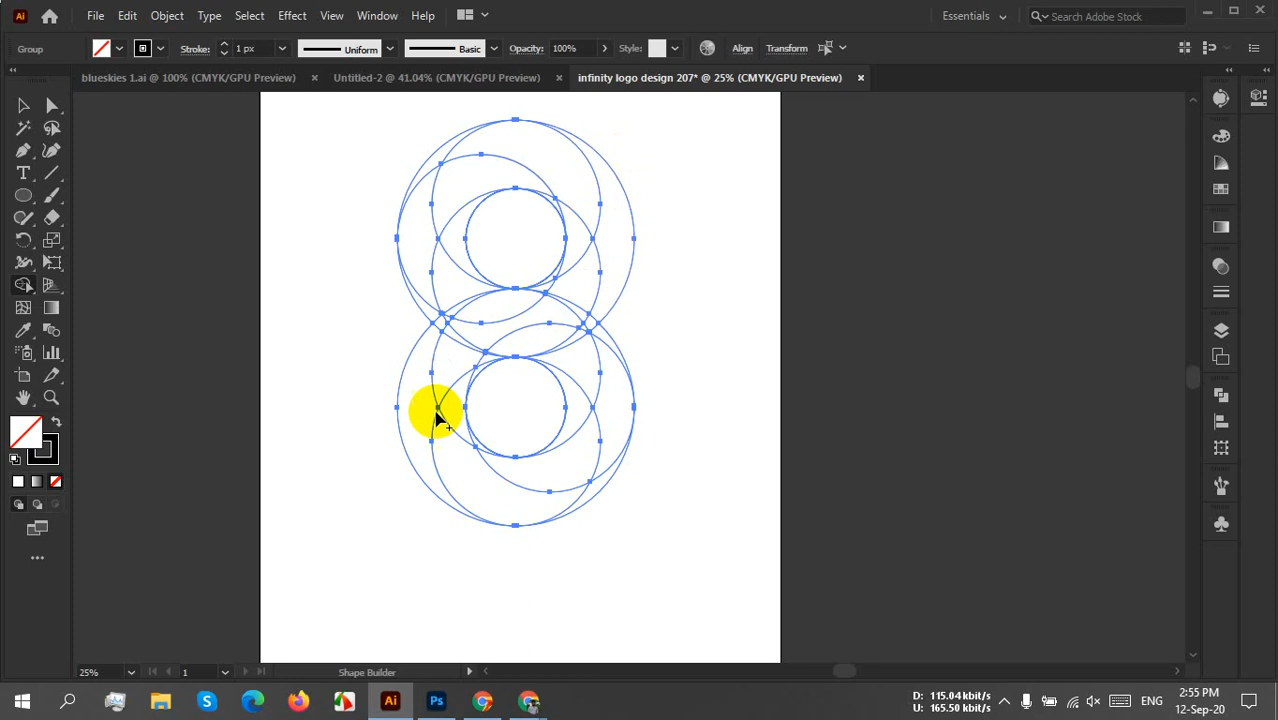 Ai File Edit Object Type Select Effect View Window Help Essentials Search Adobe Stock
Group Stroke: 1 px Uniform Basic Opacity: 100% Style: Align Transform
blueskies 1.ai @ 100% (CMYK/GPU Preview) Untitled-2 @ 41.04% (CMYK/GPU Preview) infinity logo design 207* @ 25% (CMYK/GPU Preview)
25% 1 Shape Builder
Ai Ps D: 115.04 kbit/s ENG 2:55 PM
U: 165.50 kbit/s 12-Sep-20